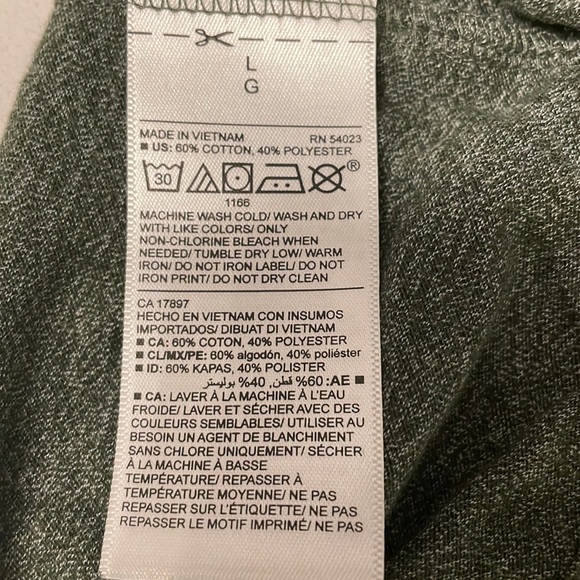 L
G
MADE IN VIETNAM RN 54023
■ US: 60% COTTON, 40% POLYESTER
30 ®
1166
MACHINE WASH COLD/ WASH AND DRY
WITH LIKE COLORS/ ONLY
NON-CHLORINE BLEACH WHEN
NEEDED/ TUMBLE DRY LOW/ WARM
IRON/ DO NOT IRON LABEL/ DO NOT
IRON PRINT/ DO NOT DRY CLEAN
CA 17897
HECHO EN VIETNAM CON INSUMOS
IMPORTADOS/ DIBUAT DI VIETNAM
■ CA: 60% COTON, 40% POLYESTER
■ CL/MX/PE: 60% algodón, 40% poliéster
■ ID: 60% KAPAS, 40% POLISTER
■ AE: 60% قطن, 40% بوليستر
■ CA: LAVER À LA MACHINE À L'EAU
FROIDE/ LAVER ET SÉCHER AVEC DES
COULEURS SEMBLABLES/ UTILISER AU
BESOIN UN AGENT DE BLANCHIMENT
SANS CHLORE UNIQUEMENT/ SÉCHER
À LA MACHINE À BASSE
TEMPÉRATURE/ REPASSER À
TEMPÉRATURE MOYENNE/ NE PAS
REPASSER SUR L'ÉTIQUETTE/ NE PAS
REPASSER LE MOTIF IMPRIMÉ/ NE PAS